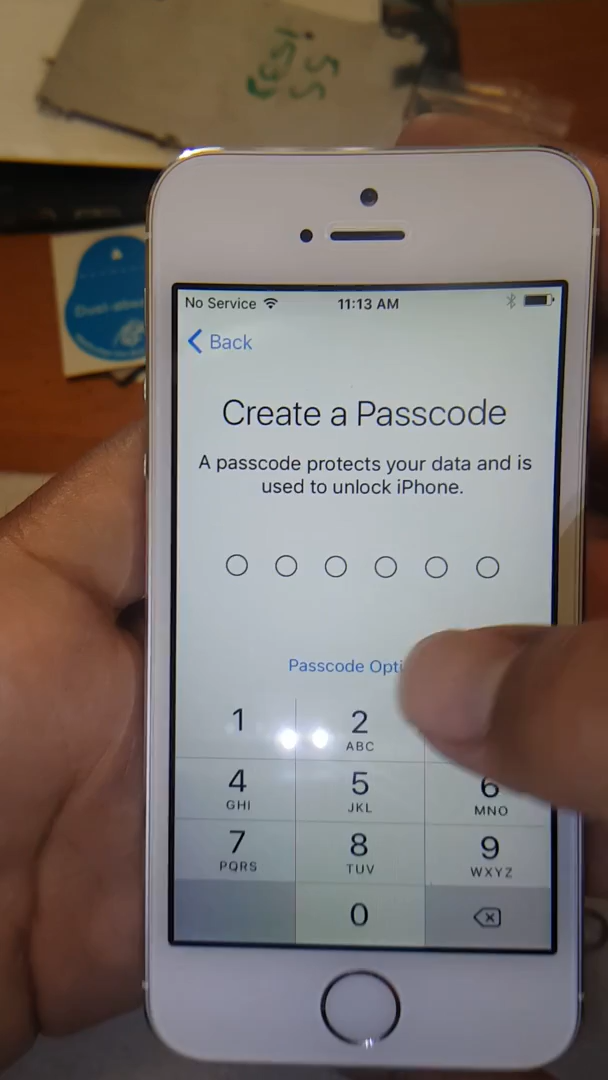 No Service
11:13 AM
Back
Create a Passcode
A passcode protects your data and is
used to unlock iPhone.
Passcode Opti
1
2
ABC
4
GHI
5
JKL
6
MNO
7
PQRS
8
TUV
9
WXYZ
0